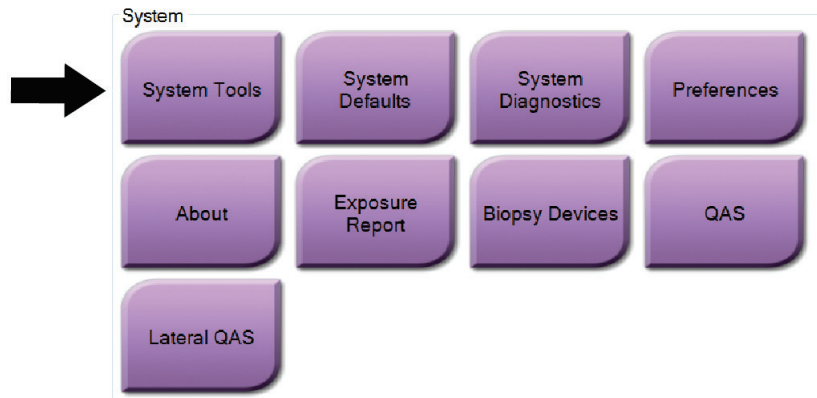 System
System Tools
System
Defaults
System
Diagnostics
Preferences
About
Exposure
Report
Biopsy Devices
QAS
Lateral QAS